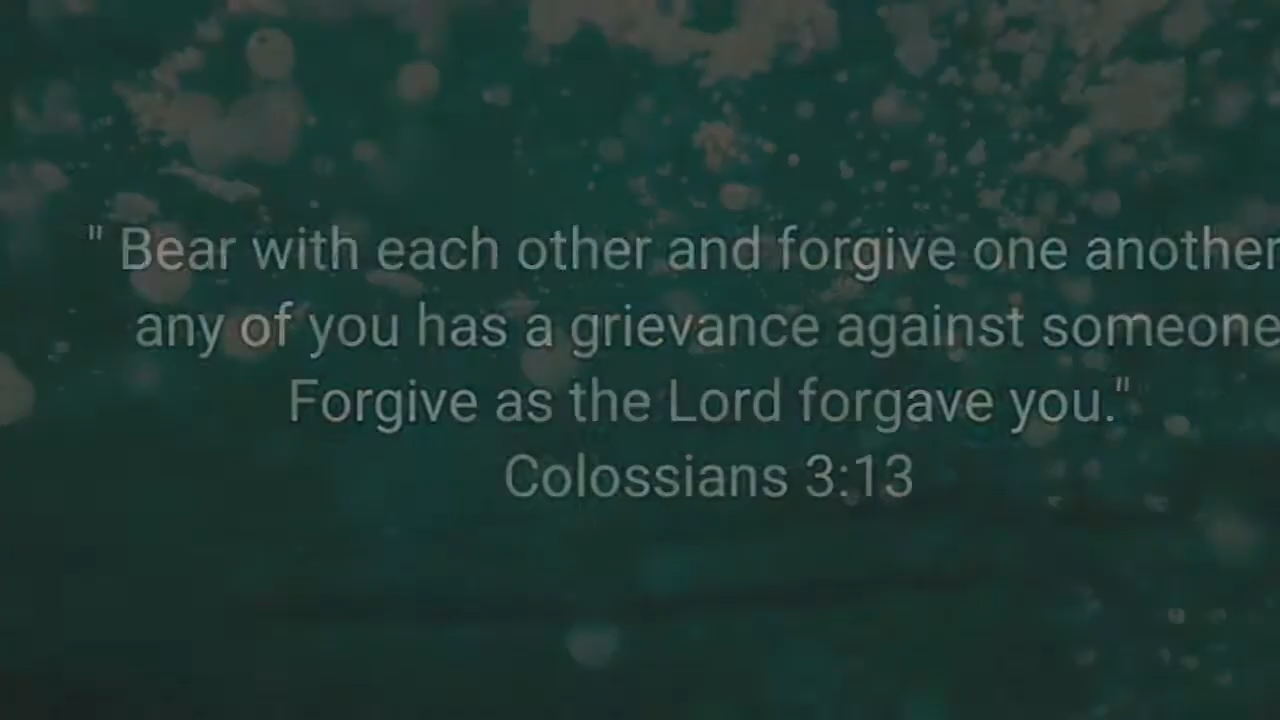 " Bear with each other and forgive one another
any of you has a grievance against someone
Forgive as the Lord forgave you."
Colossians 3:13